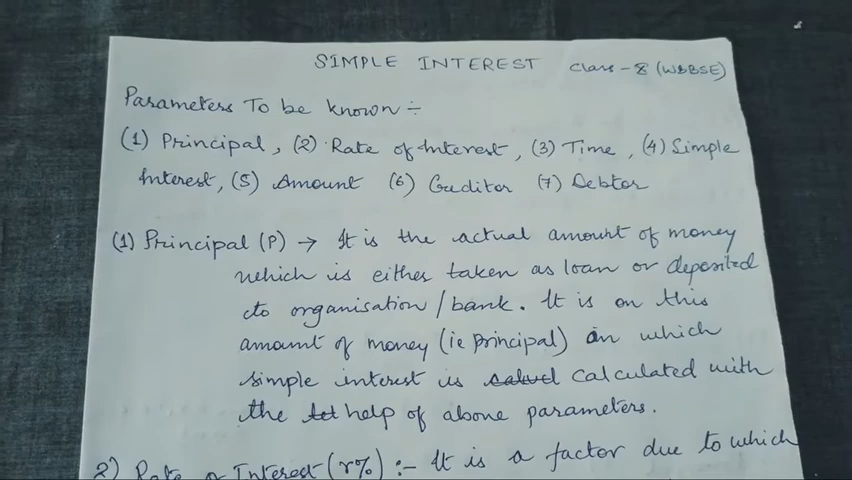 SIMPLE INTEREST Class-8 (WBBSE)
Parameters To be known :-
(1) Principal, (2) Rate of Interest, (3) Time, (4) Simple
Interest, (5) Amount (6) Creditor (7) Debtor
(1) Principal (P) → It is the actual amount of money
which is either taken as loan or deposited
to organisation/bank. It is on this
amount of money (ie principal) on which
simple interest is calculated with
the help of above parameters.
2) Rate of Interest (r%) :- It is a factor due to which